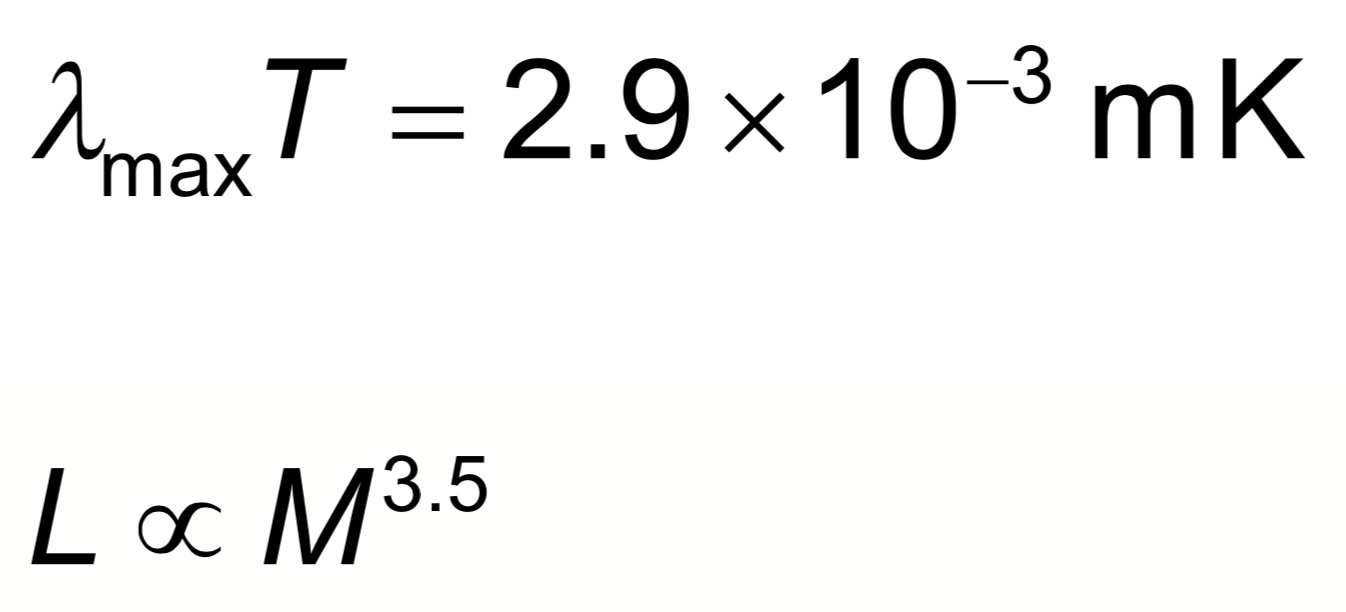 λₘₐₓT = 2.9 × 10⁻³ mK
L ∝ M³·⁵